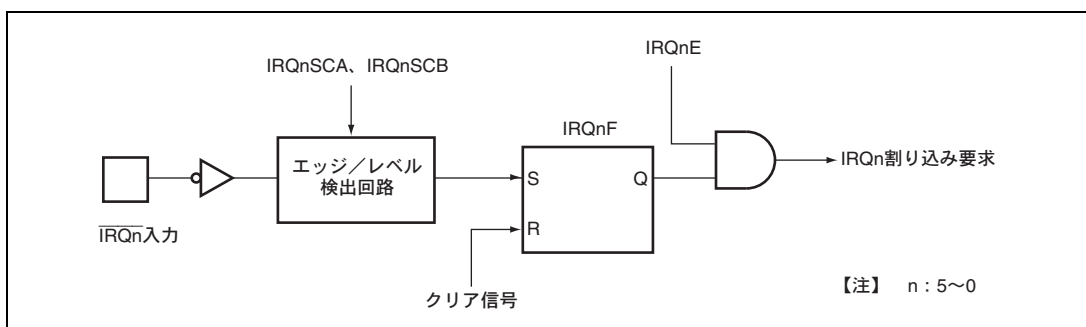 IRQnE
IRQnSCA、IRQnSCB
IRQnF
エッジ／レベル
検出回路
S
Q
R
IRQn割り込み要求
IRQn入力
クリア信号
【注】 n：5～0